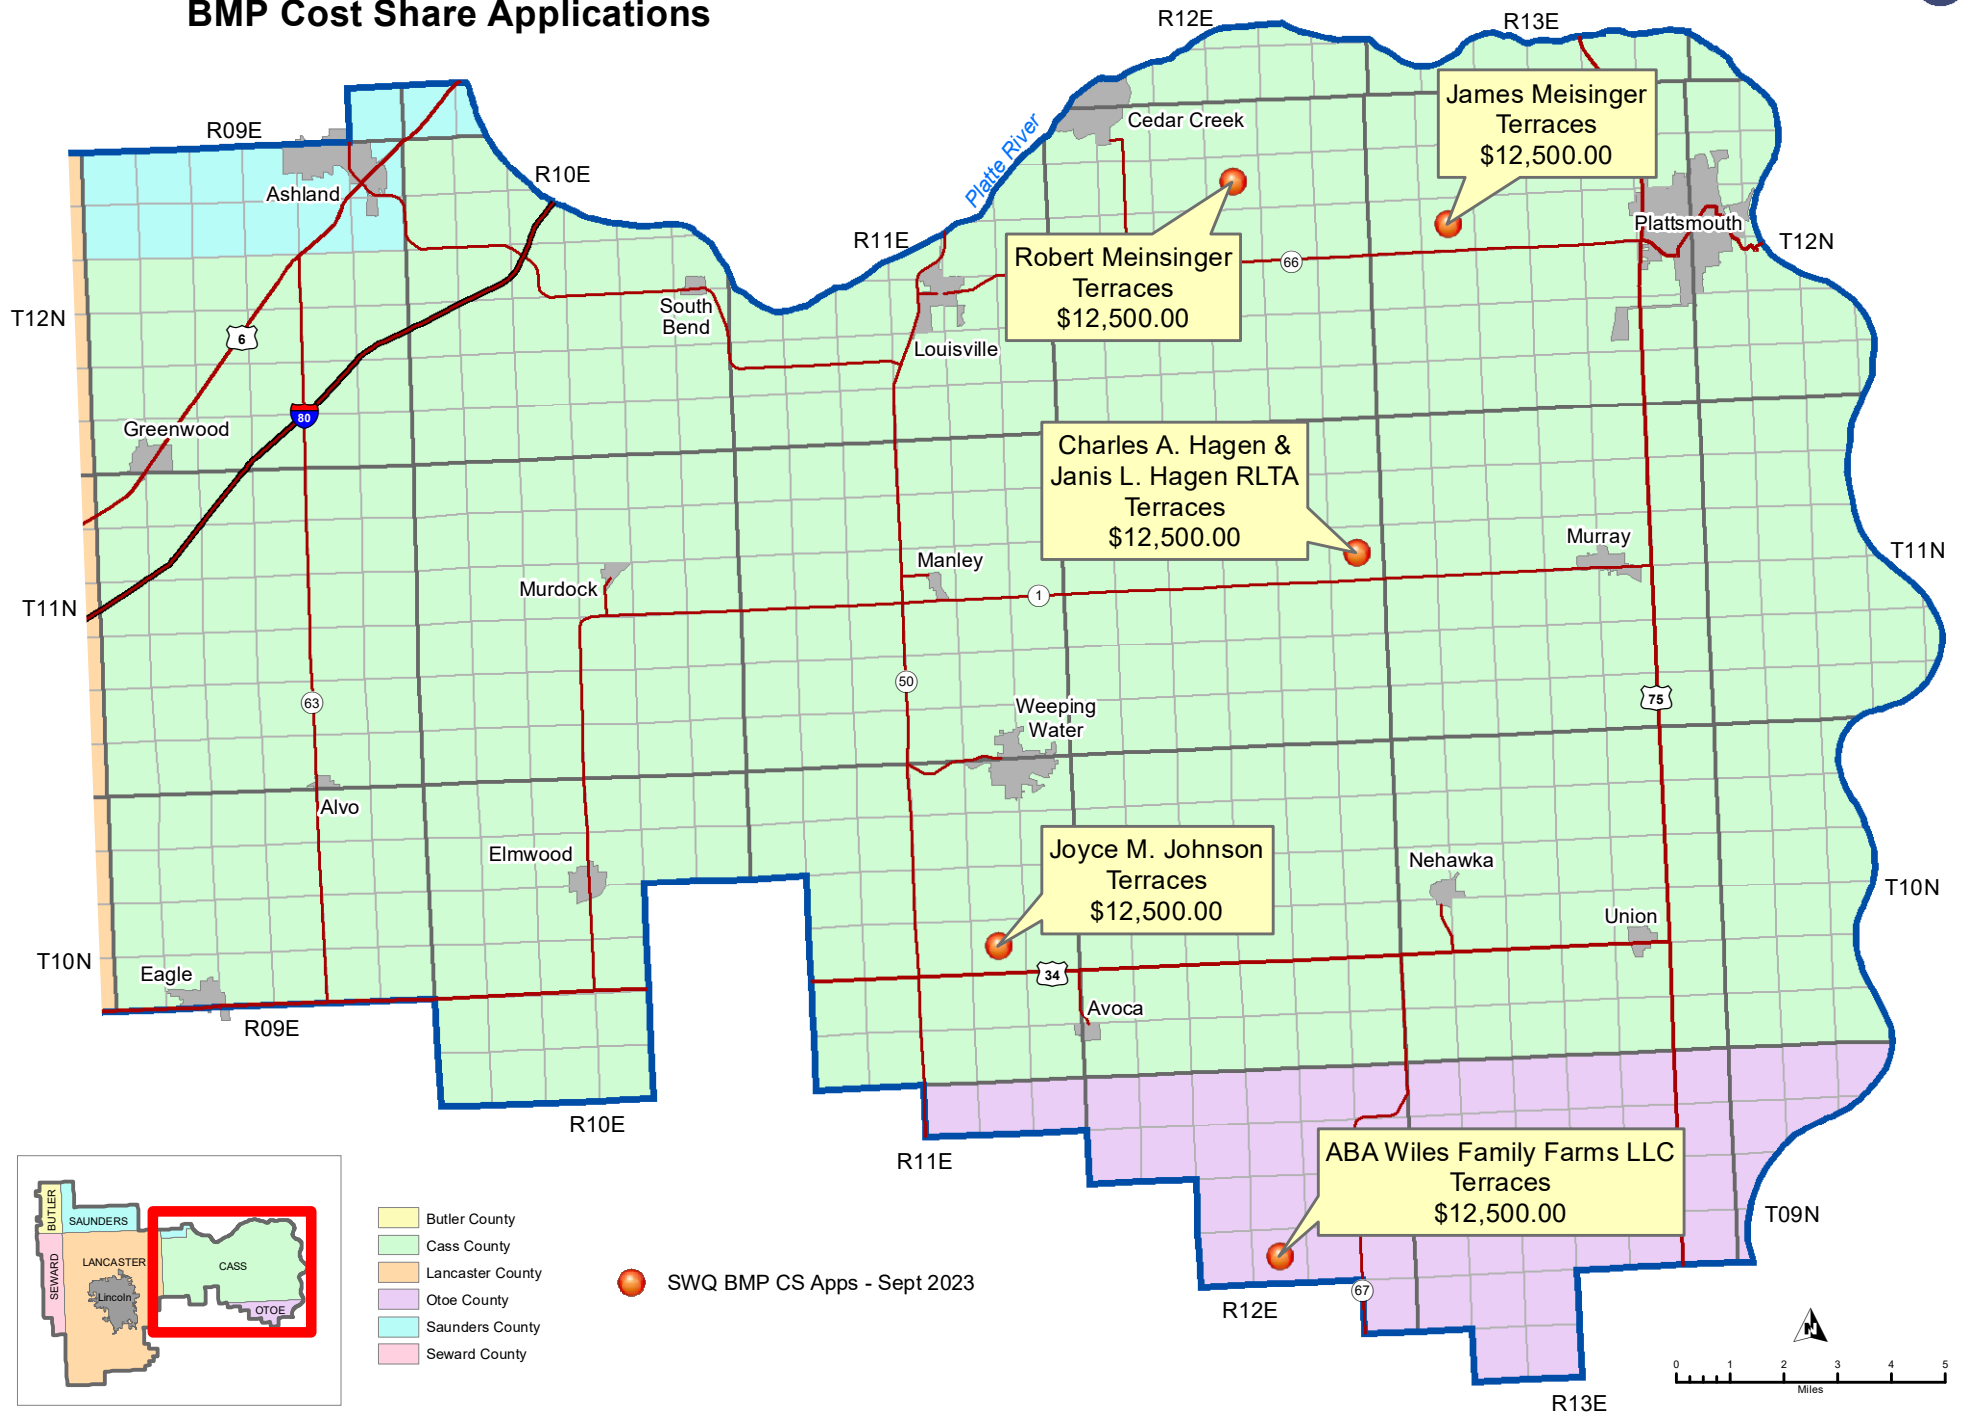 BMP Cost Share Applications
R12E
R13E
R09E
R10E
R11E
Platte River
Cedar Creek
James Meisinger
Terraces
$12,500.00
Ashland
Plattsmouth
T12N
Robert Meinsinger
Terraces
$12,500.00
66
T12N
South
Bend
6
Louisville
80
Greenwood
Charles A. Hagen &
Janis L. Hagen RLTA
Terraces
$12,500.00
Murray
T11N
Manley
Murdock
1
T11N
50
63
75
Weeping
Water
Alvo
Elmwood
Joyce M. Johnson
Terraces
$12,500.00
Nehawka
T10N
Union
T10N
Eagle
34
Avoca
R09E
R10E
R11E
ABA Wiles Family Farms LLC
Terraces
$12,500.00
T09N
67
R12E
R13E
BUTLER
SAUNDERS
SEWARD
LANCASTER
Lincoln
CASS
OTOE
Butler County
Cass County
Lancaster County
Otoe County
Saunders County
Seward County
SWQ BMP CS Apps - Sept 2023
N
0 1 2 3 4 5
Miles